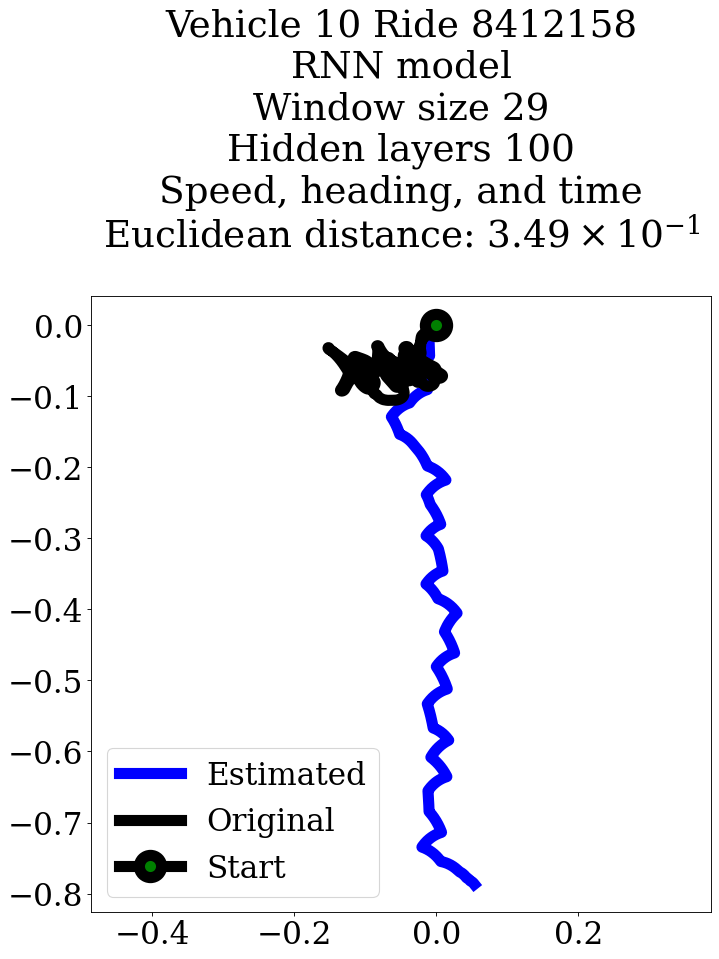 Vehicle 10 Ride 8412158
RNN model
Window size 29
Hidden layers 100
Speed, heading, and time
Euclidean distance: 3.49 × 10⁻¹
0.0
−0.1
−0.2
−0.3
−0.4
−0.5
−0.6
−0.7
−0.8
Estimated
Original
Start
−0.4 −0.2 0.0 0.2